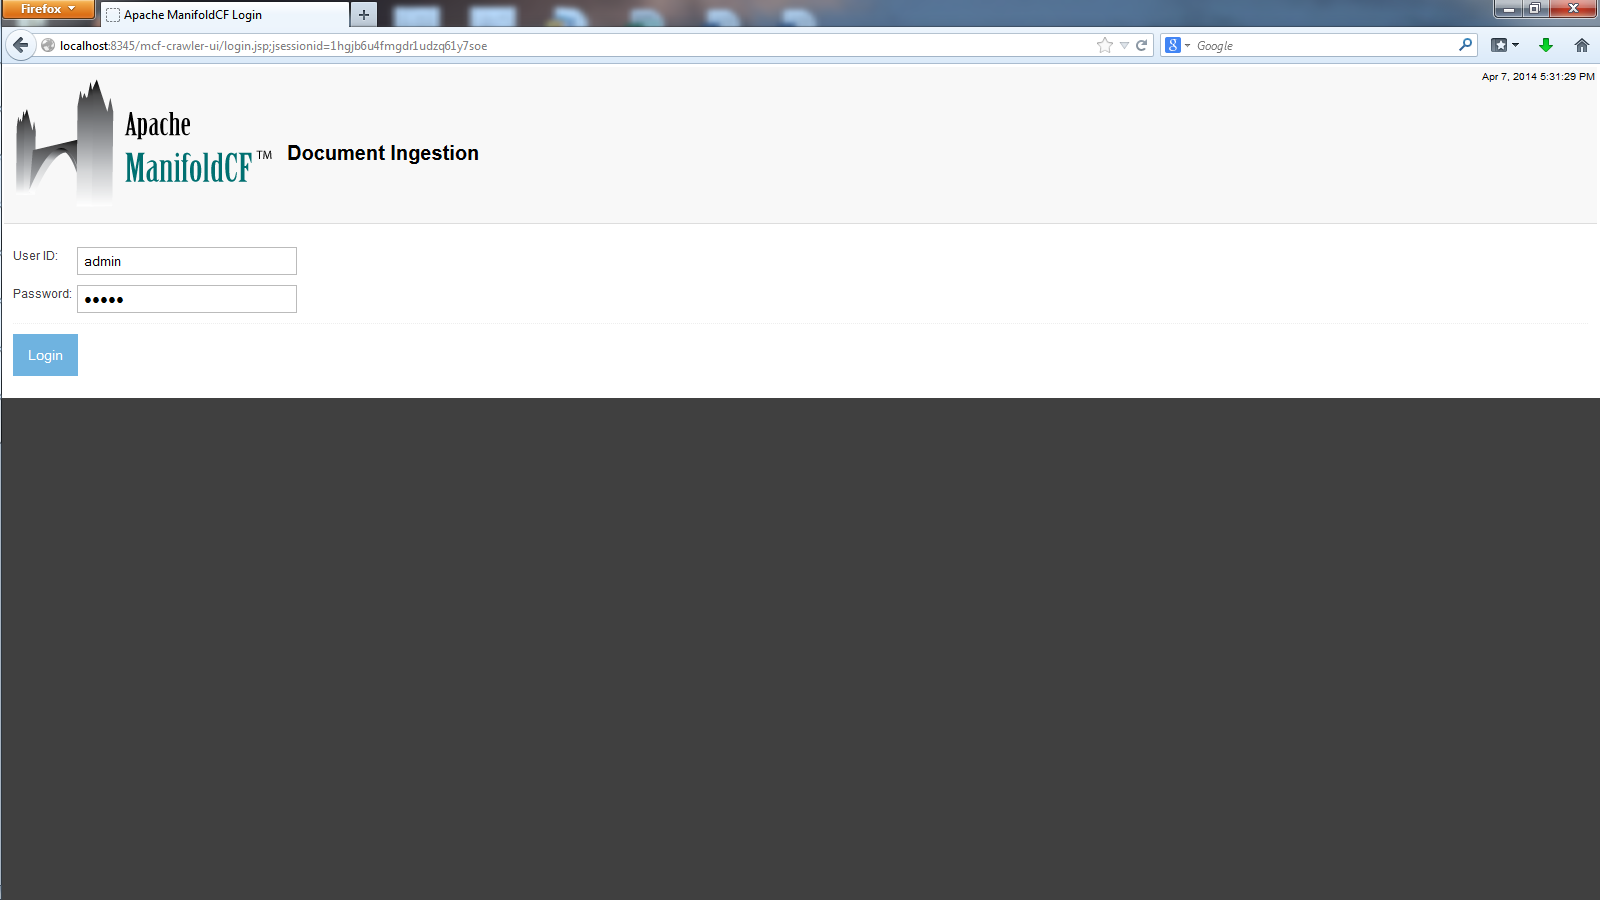 Firefox
Apache ManifoldCF Login
localhost:8345/mcf-crawler-ui/login.jsp;jsessionid=1hgjb6u4fmgdr1udzq61y7soe
8
Google
Apr 7, 2014 5:31:29 PM
Apache
ManifoldCF™
Document Ingestion
User ID:
admin
Password:
•••••
Login